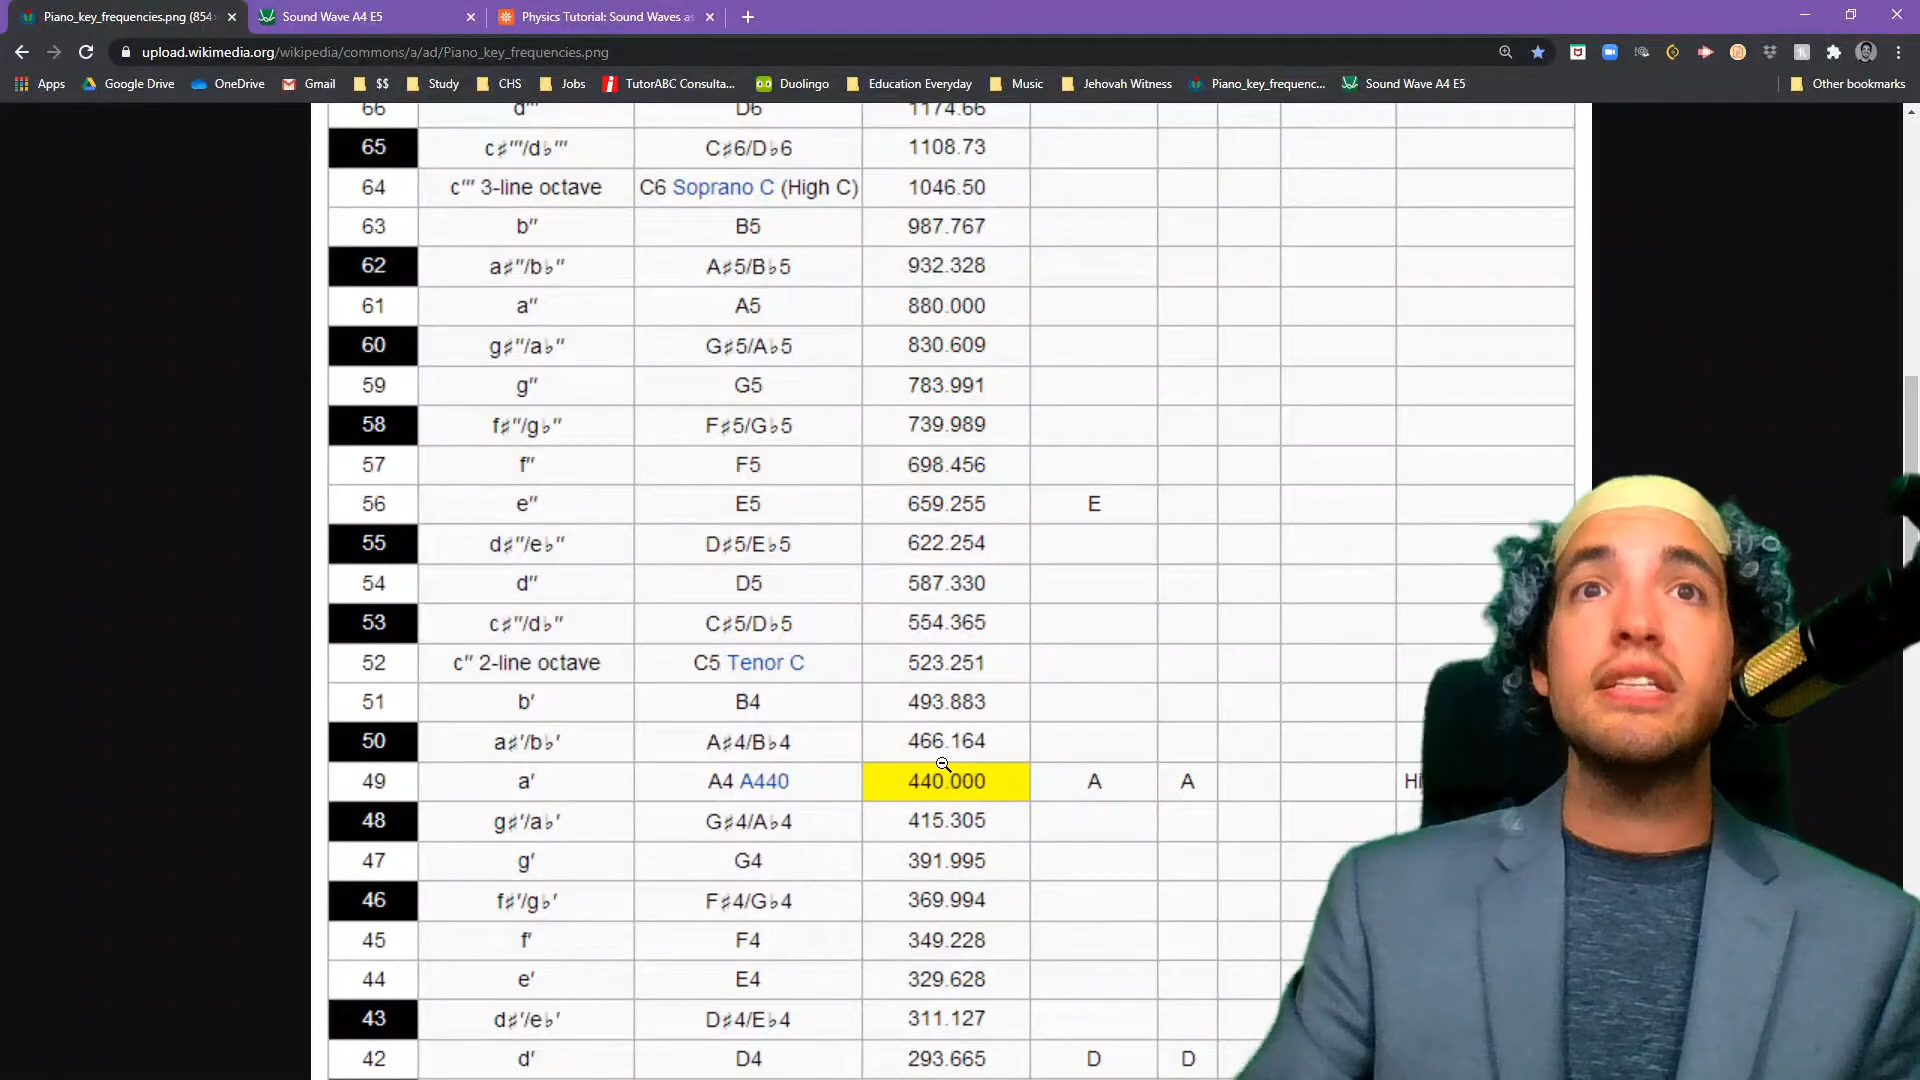 Piano_key_frequencies.png (854×
Sound Wave A4 E5
Physics Tutorial: Sound Waves as
upload.wikimedia.org/wikipedia/commons/a/ad/Piano_key_frequencies.png
Apps Google Drive OneDrive Gmail $$ Study CHS Jobs TutorABC Consulta... Duolingo Education Everyday Music Jehovah Witness Piano_key_frequenc... Sound Wave A4 E5 Other bookmarks
66 d‴ D6 1174.66
65 c♯‴/d♭‴ C♯6/D♭6 1108.73
64 c‴ 3-line octave C6 Soprano C (High C) 1046.50
63 b″ B5 987.767
62 a♯″/b♭″ A♯5/B♭5 932.328
61 a″ A5 880.000
60 g♯″/a♭″ G♯5/A♭5 830.609
59 g″ G5 783.991
58 f♯″/g♭″ F♯5/G♭5 739.989
57 f″ F5 698.456
56 e″ E5 659.255 E
55 d♯″/e♭″ D♯5/E♭5 622.254
54 d″ D5 587.330
53 c♯″/d♭″ C♯5/D♭5 554.365
52 c″ 2-line octave C5 Tenor C 523.251
51 b′ B4 493.883
50 a♯′/b♭′ A♯4/B♭4 466.164
49 a′ A4 A440 440.000 A A
48 g♯′/a♭′ G♯4/A♭4 415.305
47 g′ G4 391.995
46 f♯′/g♭′ F♯4/G♭4 369.994
45 f′ F4 349.228
44 e′ E4 329.628
43 d♯′/e♭′ D♯4/E♭4 311.127
42 d′ D4 293.665 D D